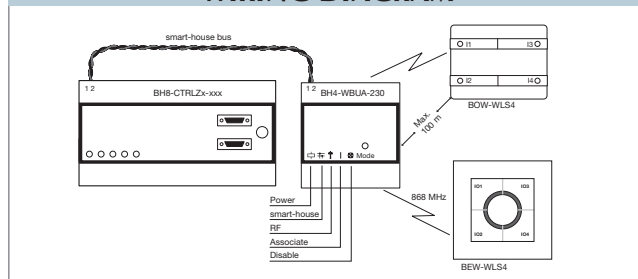 WIRING DIAGRAM
smart-house bus
1 2
BH8-CTRLZx-xxx
1 2
BH4-WBUA-230
Mode
I1
I3
I2
I4
BOW-WLS4
Max.
100 m
Power
smart-house
RF
Associate
Disable
868 MHz
IO1
IO3
IO2
IO4
BEW-WLS4